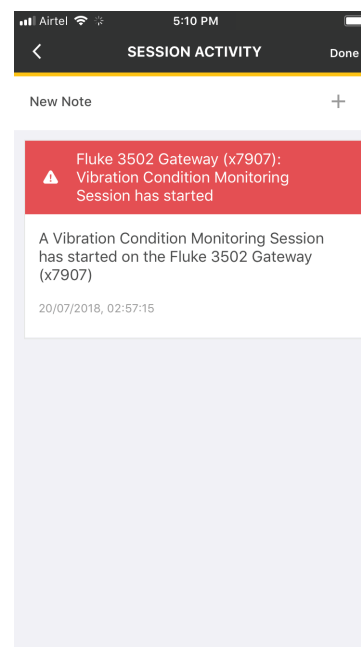 Airtel 5:10 PM
SESSION ACTIVITY Done
New Note +
Fluke 3502 Gateway (x7907):
Vibration Condition Monitoring
Session has started
A Vibration Condition Monitoring Session
has started on the Fluke 3502 Gateway
(x7907)
20/07/2018, 02:57:15